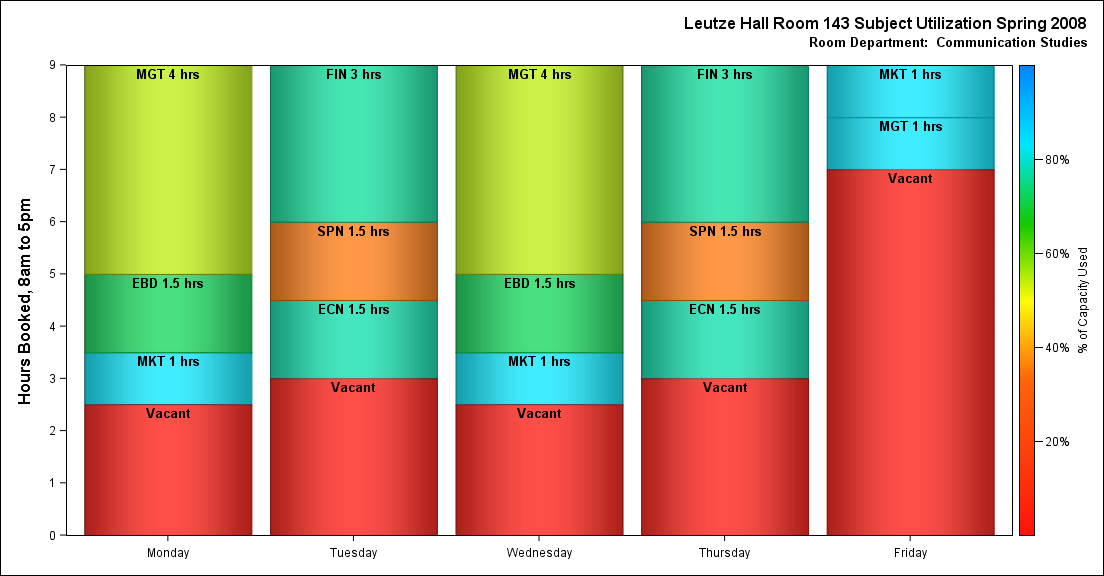 Leutze Hall Room 143 Subject Utilization Spring 2008
Room Department:  Communication Studies
Hours Booked, 8am to 5pm
9
8
7
6
5
4
3
2
1
0
MGT 4 hrs
EBD 1.5 hrs
MKT 1 hrs
Vacant
Monday
FIN 3 hrs
SPN 1.5 hrs
ECN 1.5 hrs
Vacant
Tuesday
MGT 4 hrs
EBD 1.5 hrs
MKT 1 hrs
Vacant
Wednesday
FIN 3 hrs
SPN 1.5 hrs
ECN 1.5 hrs
Vacant
Thursday
MKT 1 hrs
MGT 1 hrs
Vacant
Friday
80%
60%
40%
20%
% of Capacity Used